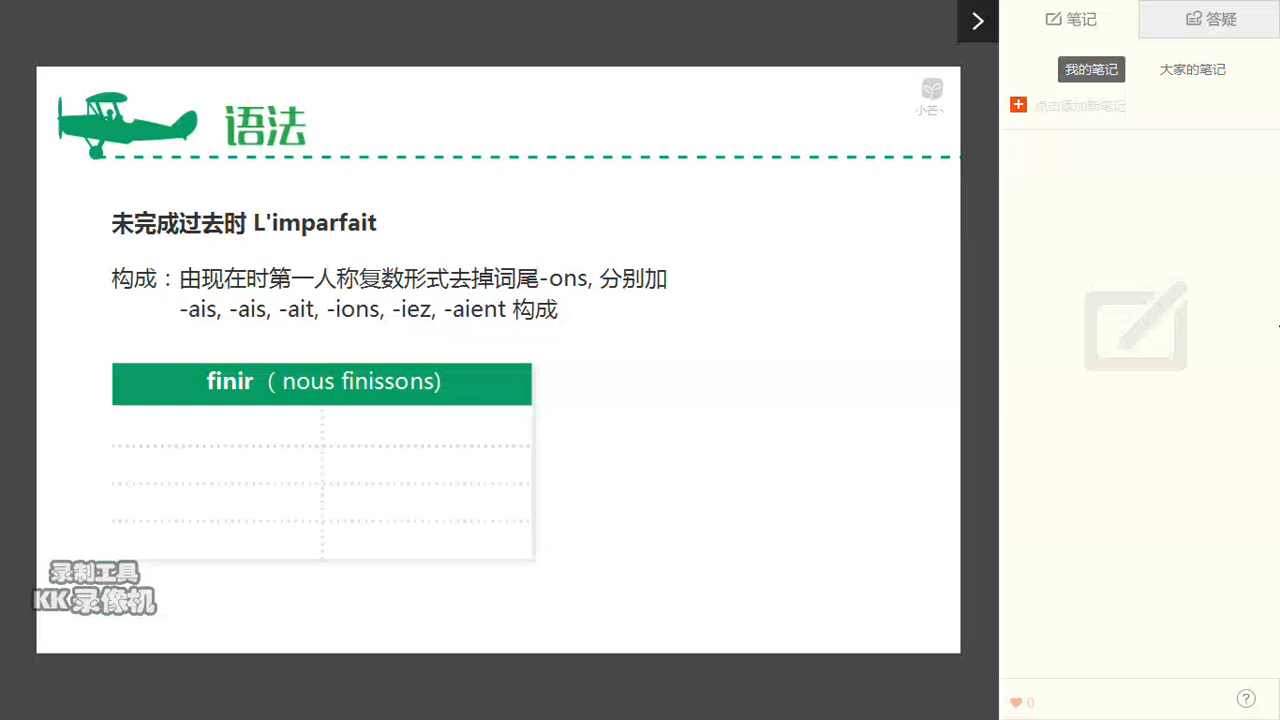 笔记
答疑
我的笔记
大家的笔记
点击添加新笔记
语法
小芒丶
未完成过去时 L'imparfait
构成：由现在时第一人称复数形式去掉词尾-ons, 分别加
-ais, -ais, -ait, -ions, -iez, -aient 构成
finir（ nous finissons)
录制工具
KK录像机
0
?